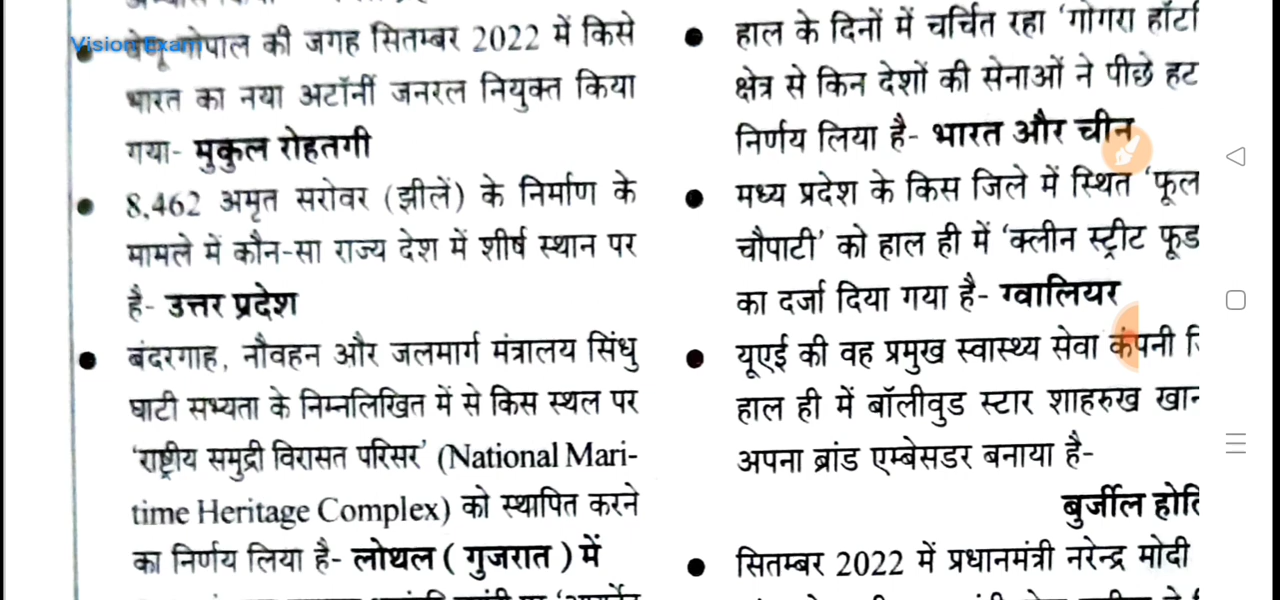 Vision Exam
वेणुगोपाल की जगह सितम्बर 2022 में किसे
भारत का नया अटॉर्नी जनरल नियुक्त किया
गया- मुकुल रोहतगी
8,462 अमृत सरोवर (झीलें) के निर्माण के
मामले में कौन-सा राज्य देश में शीर्ष स्थान पर
है- उत्तर प्रदेश
बंदरगाह, नौवहन और जलमार्ग मंत्रालय सिंधु
घाटी सभ्यता के निम्नलिखित में से किस स्थल पर
'राष्ट्रीय समुद्री विरासत परिसर' (National Mari-
time Heritage Complex) को स्थापित करने
का निर्णय लिया है- लोथल ( गुजरात ) में
हाल के दिनों में चर्चित रहा 'गोगरा हॉट
क्षेत्र से किन देशों की सेनाओं ने पीछे हट
निर्णय लिया है- भारत और चीन
मध्य प्रदेश के किस जिले में स्थित 'फूल
चौपाटी' को हाल ही में 'क्लीन स्ट्रीट फूड
का दर्जा दिया गया है- ग्वालियर
यूएई की वह प्रमुख स्वास्थ्य सेवा कंपनी
हाल ही में बॉलीवुड स्टार शाहरुख खान
अपना ब्रांड एम्बेसडर बनाया है-
बुर्जील
सितम्बर 2022 में प्रधानमंत्री नरेन्द्र मोदी